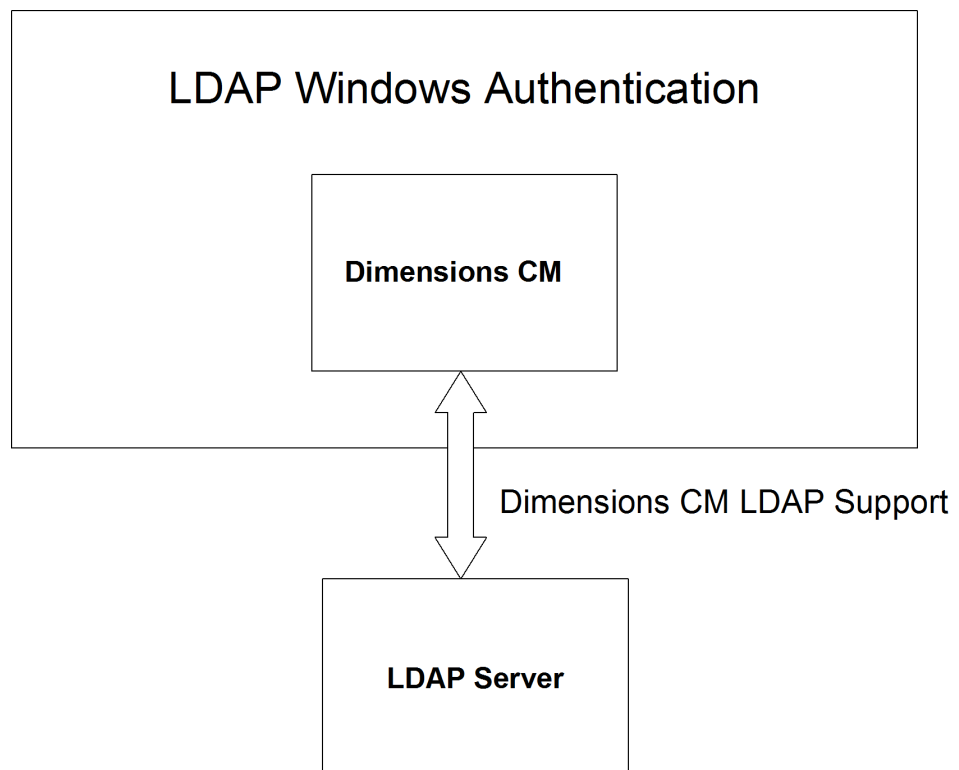 LDAP Windows Authentication
Dimensions CM
Dimensions CM LDAP Support
LDAP Server